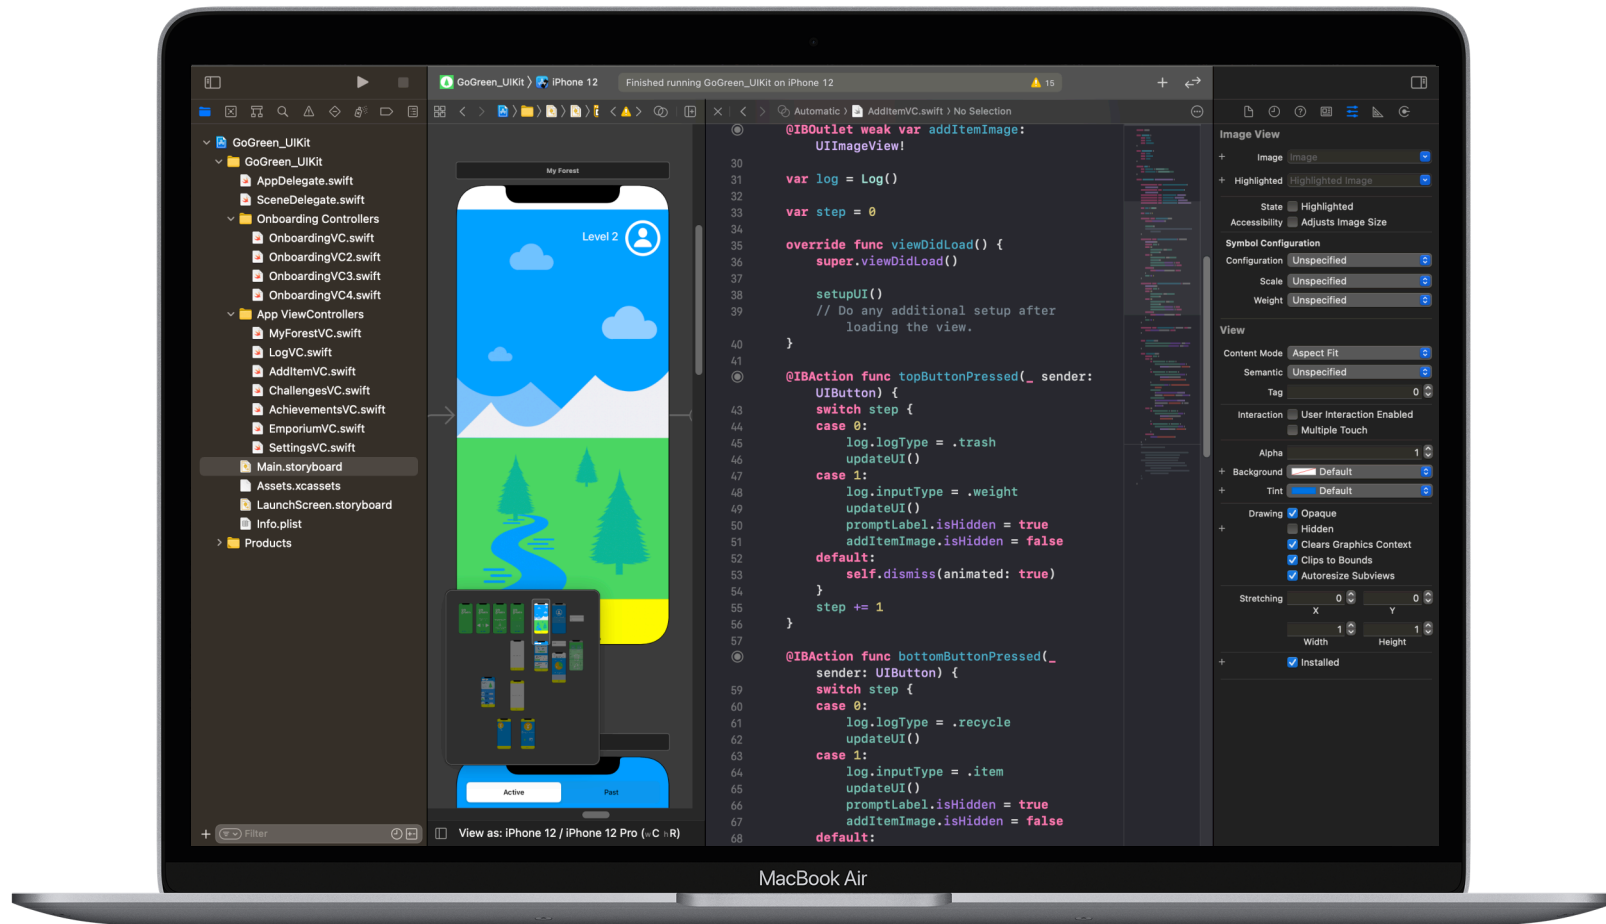 GoGreen_UIKit
iPhone 12
Finished running GoGreen_UIKit on iPhone 12
15
Automatic
AddItemVC.swift
No Selection
GoGreen_UIKit
GoGreen_UIKit
AppDelegate.swift
SceneDelegate.swift
Onboarding Controllers
OnboardingVC.swift
OnboardingVC2.swift
OnboardingVC3.swift
OnboardingVC4.swift
App ViewControllers
MyForestVC.swift
LogVC.swift
AddItemVC.swift
ChallengesVC.swift
AchievementsVC.swift
EmporiumVC.swift
SettingsVC.swift
Main.storyboard
Assets.xcassets
LaunchScreen.storyboard
Info.plist
Products
Filter
My Forest
Level 2
Active
Past
View as: iPhone 12 / iPhone 12 Pro (wC hR)
@IBOutlet weak var addItemImage:
UIImageView!
30
31 var log = Log()
32
33 var step = 0
34
35 override func viewDidLoad() {
36 super.viewDidLoad()
37
38 setupUI()
39 // Do any additional setup after
loading the view.
40 }
41
@IBAction func topButtonPressed(_ sender:
UIButton) {
43 switch step {
44 case 0:
45 log.logType = .trash
46 updateUI()
47 case 1:
48 log.inputType = .weight
49 updateUI()
50 promptLabel.isHidden = true
51 addItemImage.isHidden = false
52 default:
53 self.dismiss(animated: true)
54 }
55 step += 1
56 }
57
@IBAction func bottomButtonPressed(_
sender: UIButton) {
59 switch step {
60 case 0:
61 log.logType = .recycle
62 updateUI()
63 case 1:
64 log.inputType = .item
65 updateUI()
66 promptLabel.isHidden = true
67 addItemImage.isHidden = false
68 default:
Image View
Image Image
Highlighted Highlighted Image
State Highlighted
Accessibility Adjusts Image Size
Symbol Configuration
Configuration Unspecified
Scale Unspecified
Weight Unspecified
View
Content Mode Aspect Fit
Semantic Unspecified
Tag 0
Interaction User Interaction Enabled
Multiple Touch
Alpha 1
Background Default
Tint Default
Drawing Opaque
Hidden
Clears Graphics Context
Clips to Bounds
Autoresize Subviews
Stretching 0 0
X Y
1 1
Width Height
Installed
MacBook Air